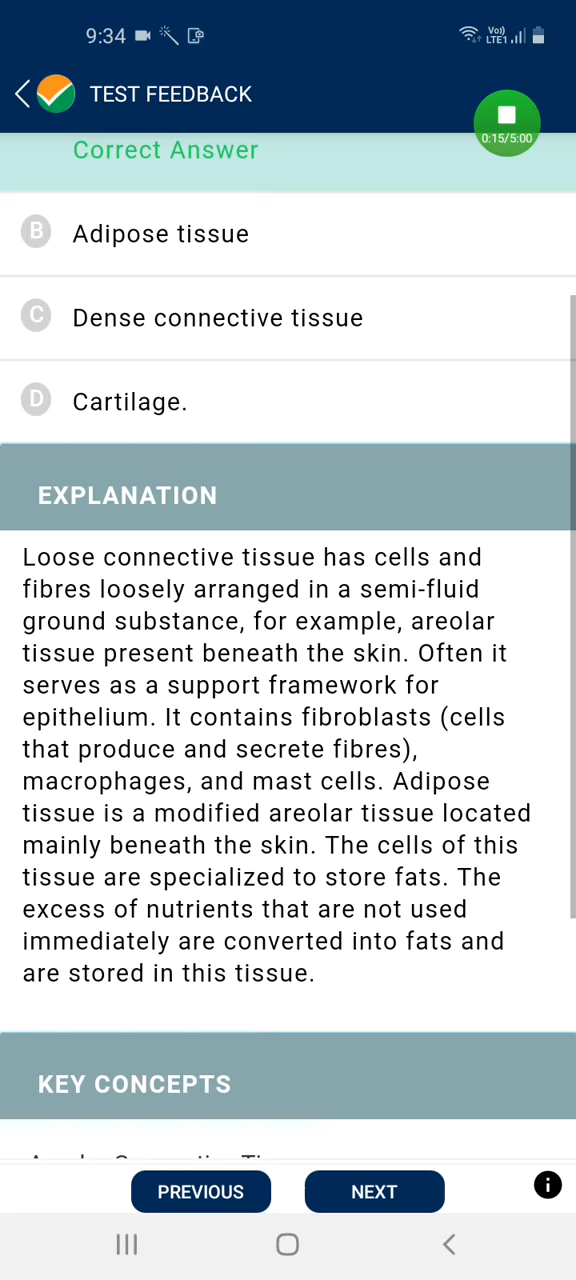 9:34
Vo))
LTE1
TEST FEEDBACK
0:15/5:00
Correct Answer
B Adipose tissue
C Dense connective tissue
D Cartilage.
EXPLANATION
Loose connective tissue has cells and
fibres loosely arranged in a semi-fluid
ground substance, for example, areolar
tissue present beneath the skin. Often it
serves as a support framework for
epithelium. It contains fibroblasts (cells
that produce and secrete fibres),
macrophages, and mast cells. Adipose
tissue is a modified areolar tissue located
mainly beneath the skin. The cells of this
tissue are specialized to store fats. The
excess of nutrients that are not used
immediately are converted into fats and
are stored in this tissue.
KEY CONCEPTS
PREVIOUS
NEXT